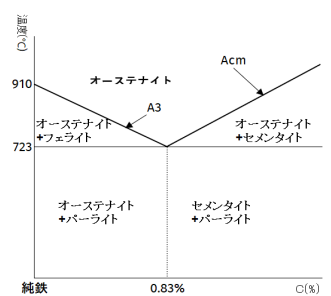 温度(℃)
910
オーステナイト
Acm
A3
オーステナイト
+フェライト
オーステナイト
+セメンタイト
723
オーステナイト
+パーライト
セメンタイト
+パーライト
純鉄
0.83%
C(%)